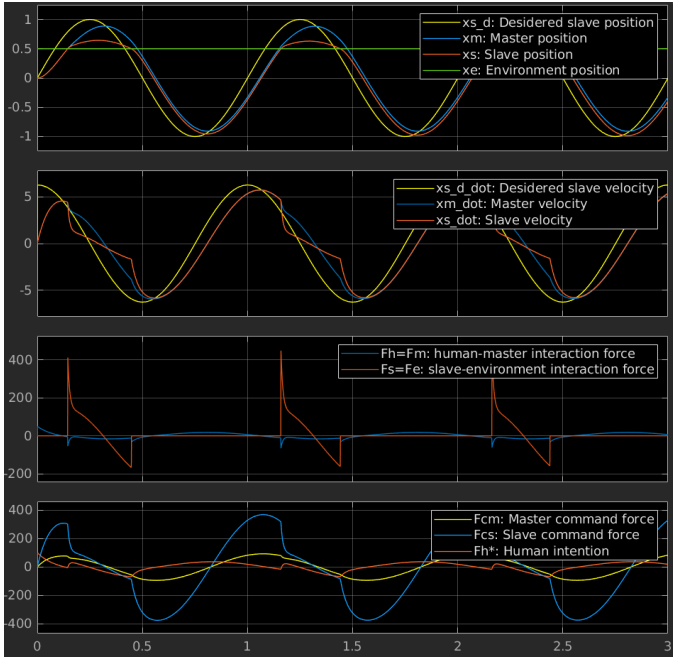 1
0.5
0
-0.5
-1
xs_d: Desidered slave position
xm: Master position
xs: Slave position
xe: Environment position
5
0
-5
xs_d_dot: Desidered slave velocity
xm_dot: Master velocity
xs_dot: Slave velocity
400
200
0
-200
Fh=Fm: human-master interaction force
Fs=Fe: slave-environment interaction force
400
200
0
-200
-400
Fcm: Master command force
Fcs: Slave command force
Fh*: Human intention
0 0.5 1 1.5 2 2.5 3